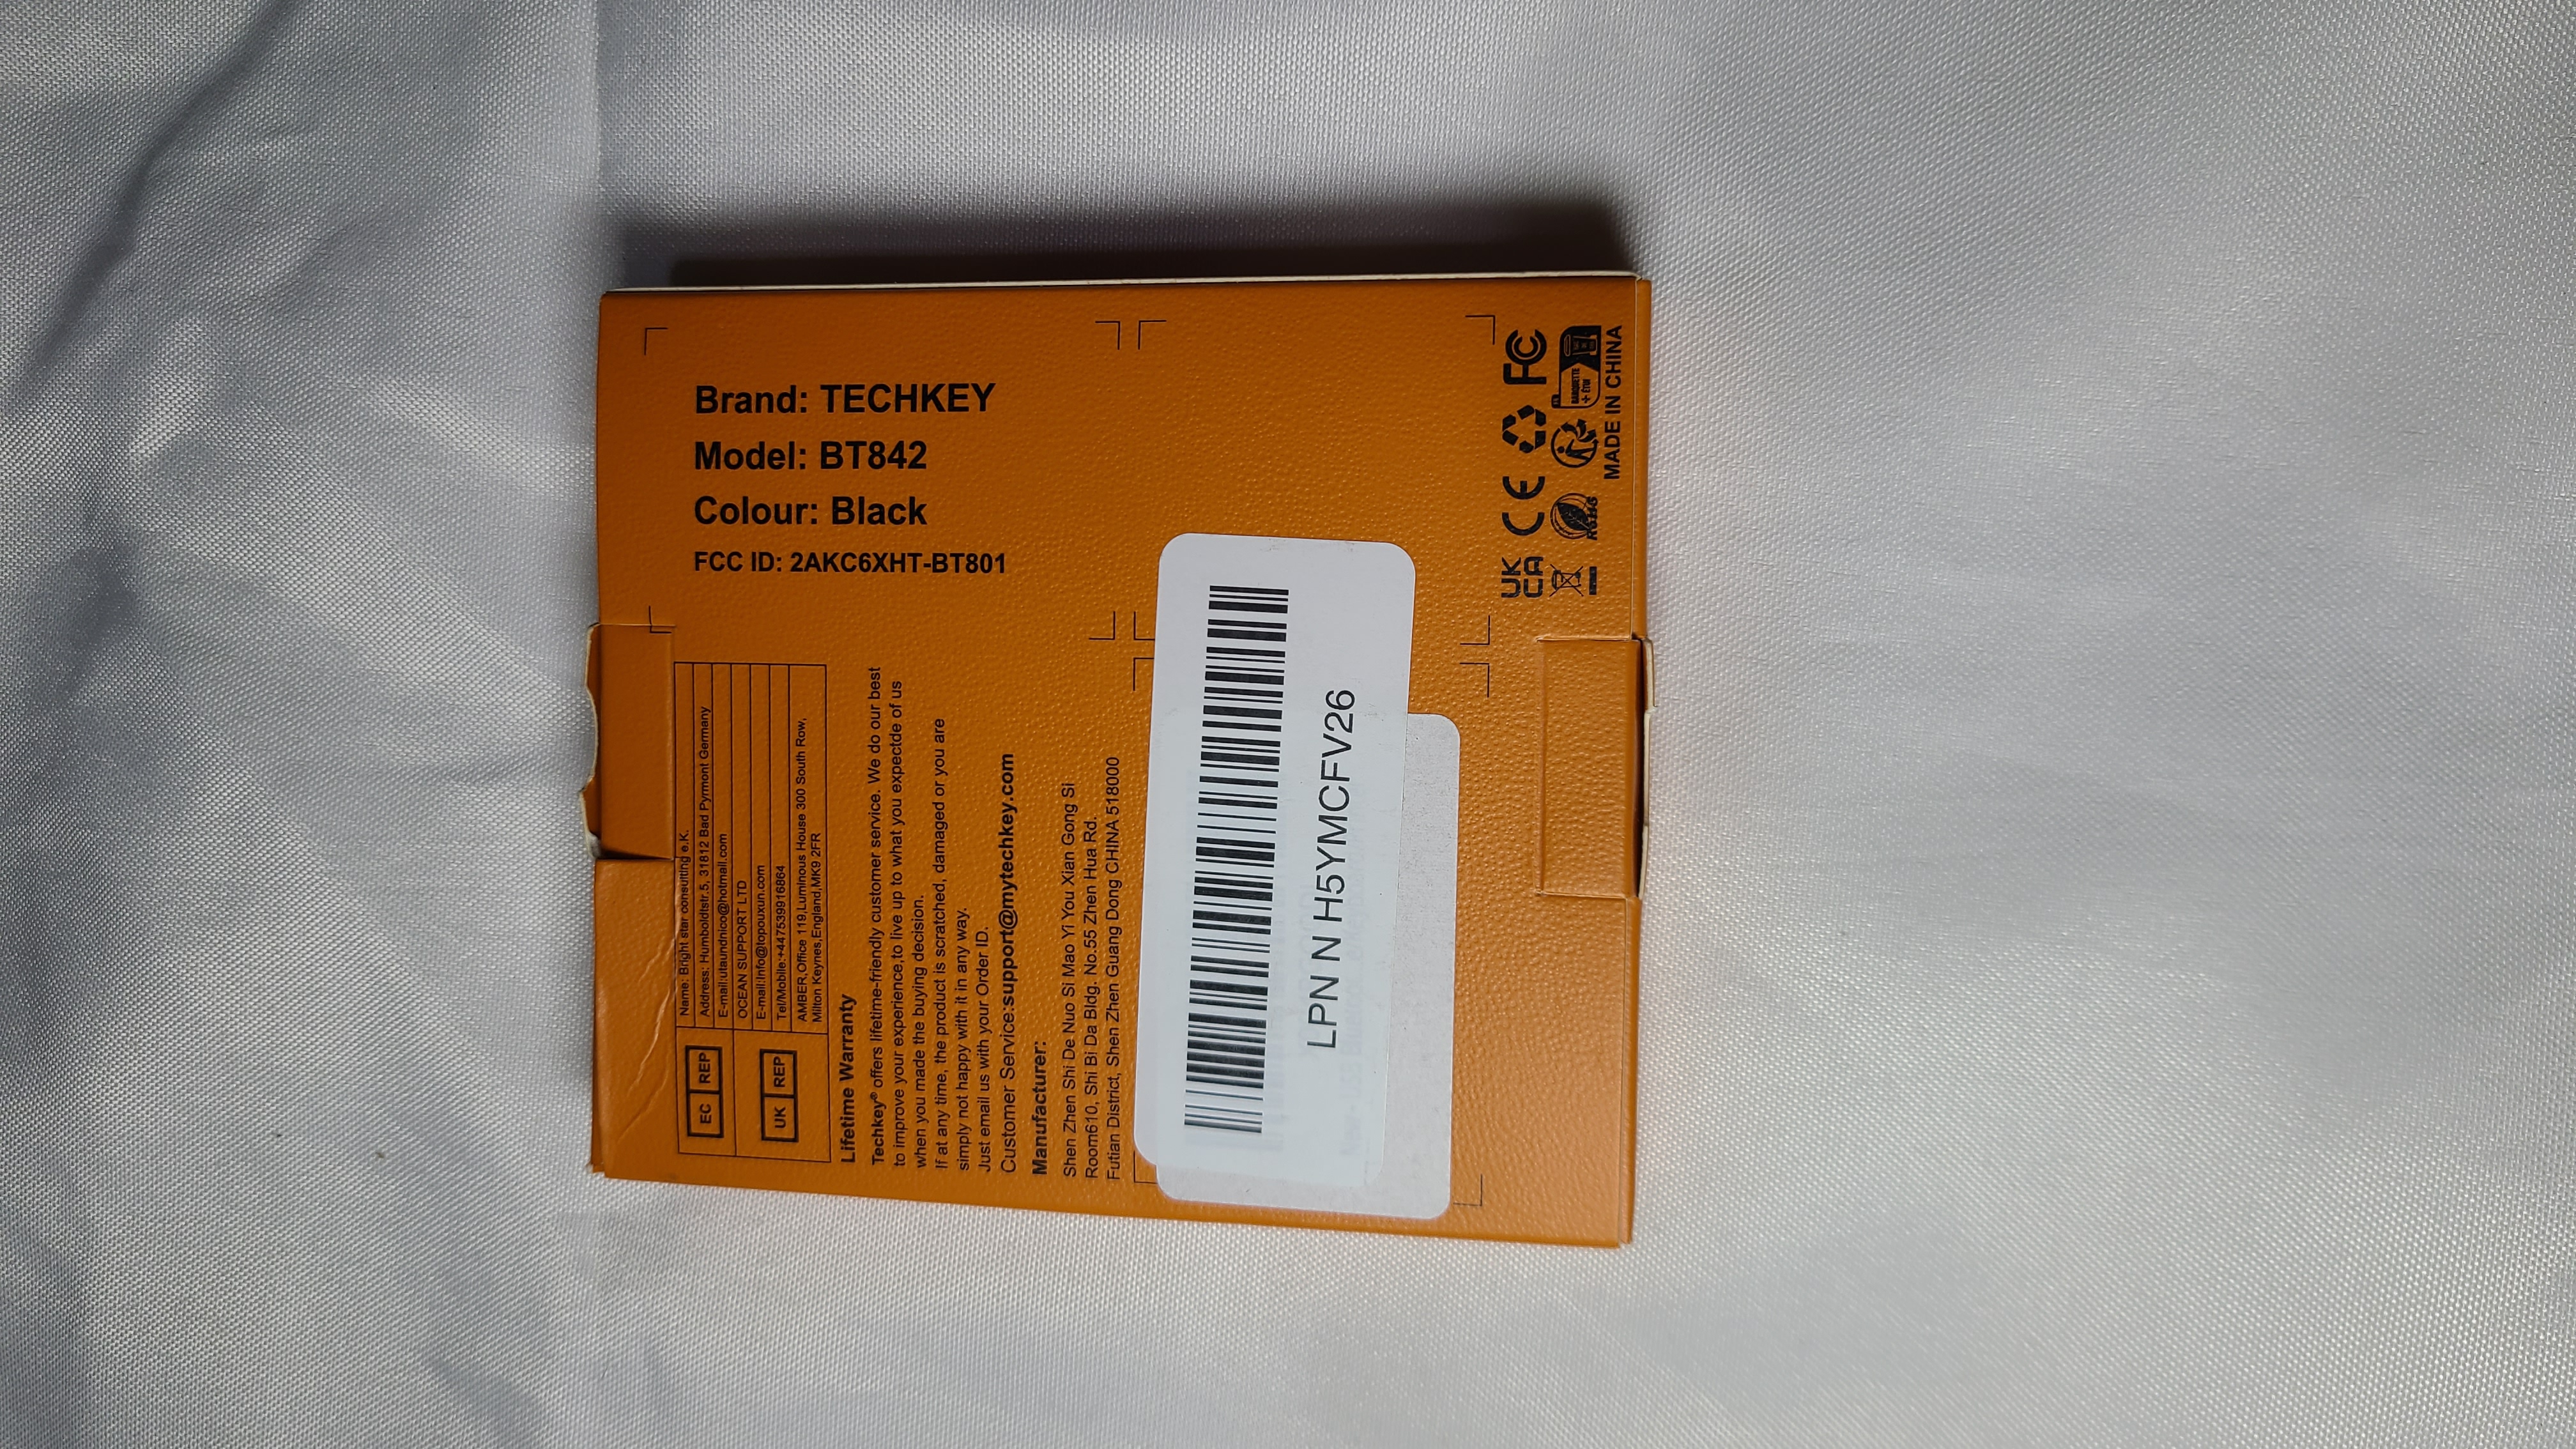 Brand: TECHKEY
Model: BT842
Colour: Black
FCC ID: 2AKC6XHT-BT801
EC REP
Name: Bright star consulting e.K.
Address: Humboldtstr.5, 31812 Bad Pyrmont Germany
E-mail:utaundnico@hotmail.com
UK REP
OCEAN SUPPORT LTD
E-mail:info@topouxun.com
Tel/Mobile:+447539916864
AMBER,Office 119,Luminous House 300 South Row,
Milton Keynes,England,MK9 2FR
Lifetime Warranty
Techkey® offers lifetime-friendly customer service. We do our best
to improve your experience,to live up to what you expectde of us
when you made the buying decision.
If at any time, the product is scratched, damaged or you are
simply not happy with it in any way.
Just email us with your Order ID.
Customer Service:support@mytechkey.com
Manufacturer:
Shen Zhen Shi De Nuo Si Mao Yi You Xian Gong Si
Room610, Shi Bi Da Bldg. No.55 Zhen Hua Rd.
Futian District, Shen Zhen Guang Dong CHINA 518000
LPN N H5YMCFV26
UK CA CE FC
RoHS
BARQUETTE
+ ÉTUI
MADE IN CHINA